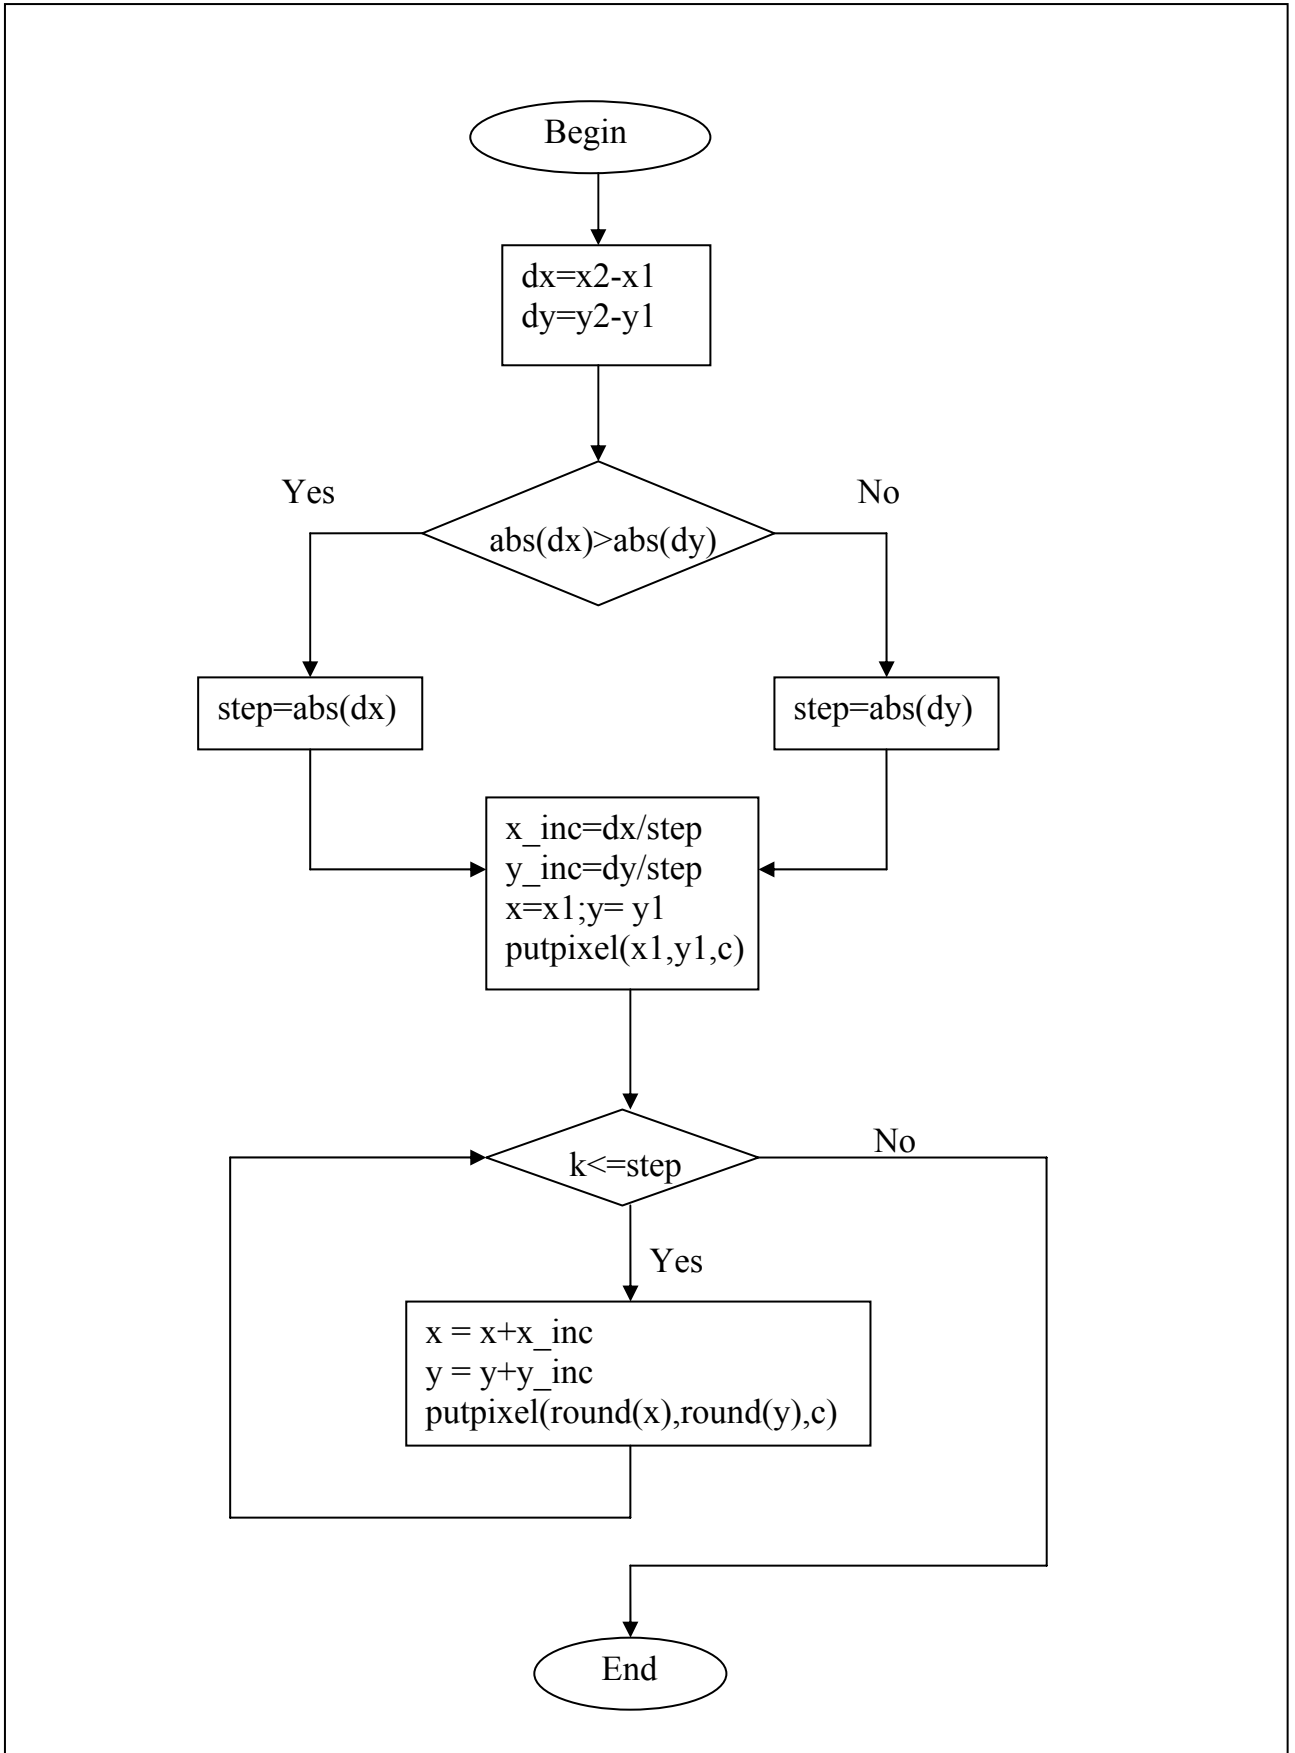 Begin
dx=x2-x1
dy=y2-y1
Yes
No
abs(dx)>abs(dy)
step=abs(dx)
step=abs(dy)
x_inc=dx/step
y_inc=dy/step
x=x1;y= y1
putpixel(x1,y1,c)
No
k<=step
Yes
x = x+x_inc
y = y+y_inc
putpixel(round(x),round(y),c)
End